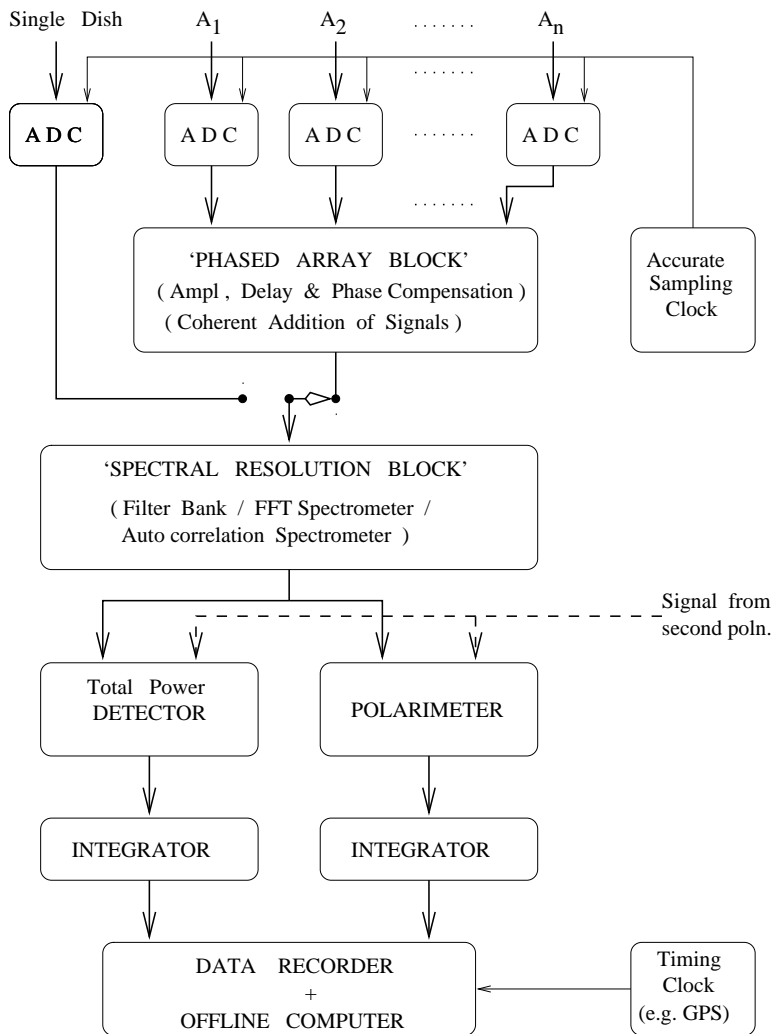 Single Dish A1 A2 ....... An
.......
A D C A D C A D C ....... A D C
.......
‘PHASED ARRAY BLOCK’
( Ampl , Delay & Phase Compensation )
( Coherent Addition of Signals )
Accurate
Sampling
Clock
‘SPECTRAL RESOLUTION BLOCK’
( Filter Bank / FFT Spectrometer /
Auto correlation Spectrometer )
Signal from
second poln.
Total Power
DETECTOR
POLARIMETER
INTEGRATOR INTEGRATOR
DATA RECORDER
+
OFFLINE COMPUTER
Timing
Clock
(e.g. GPS)